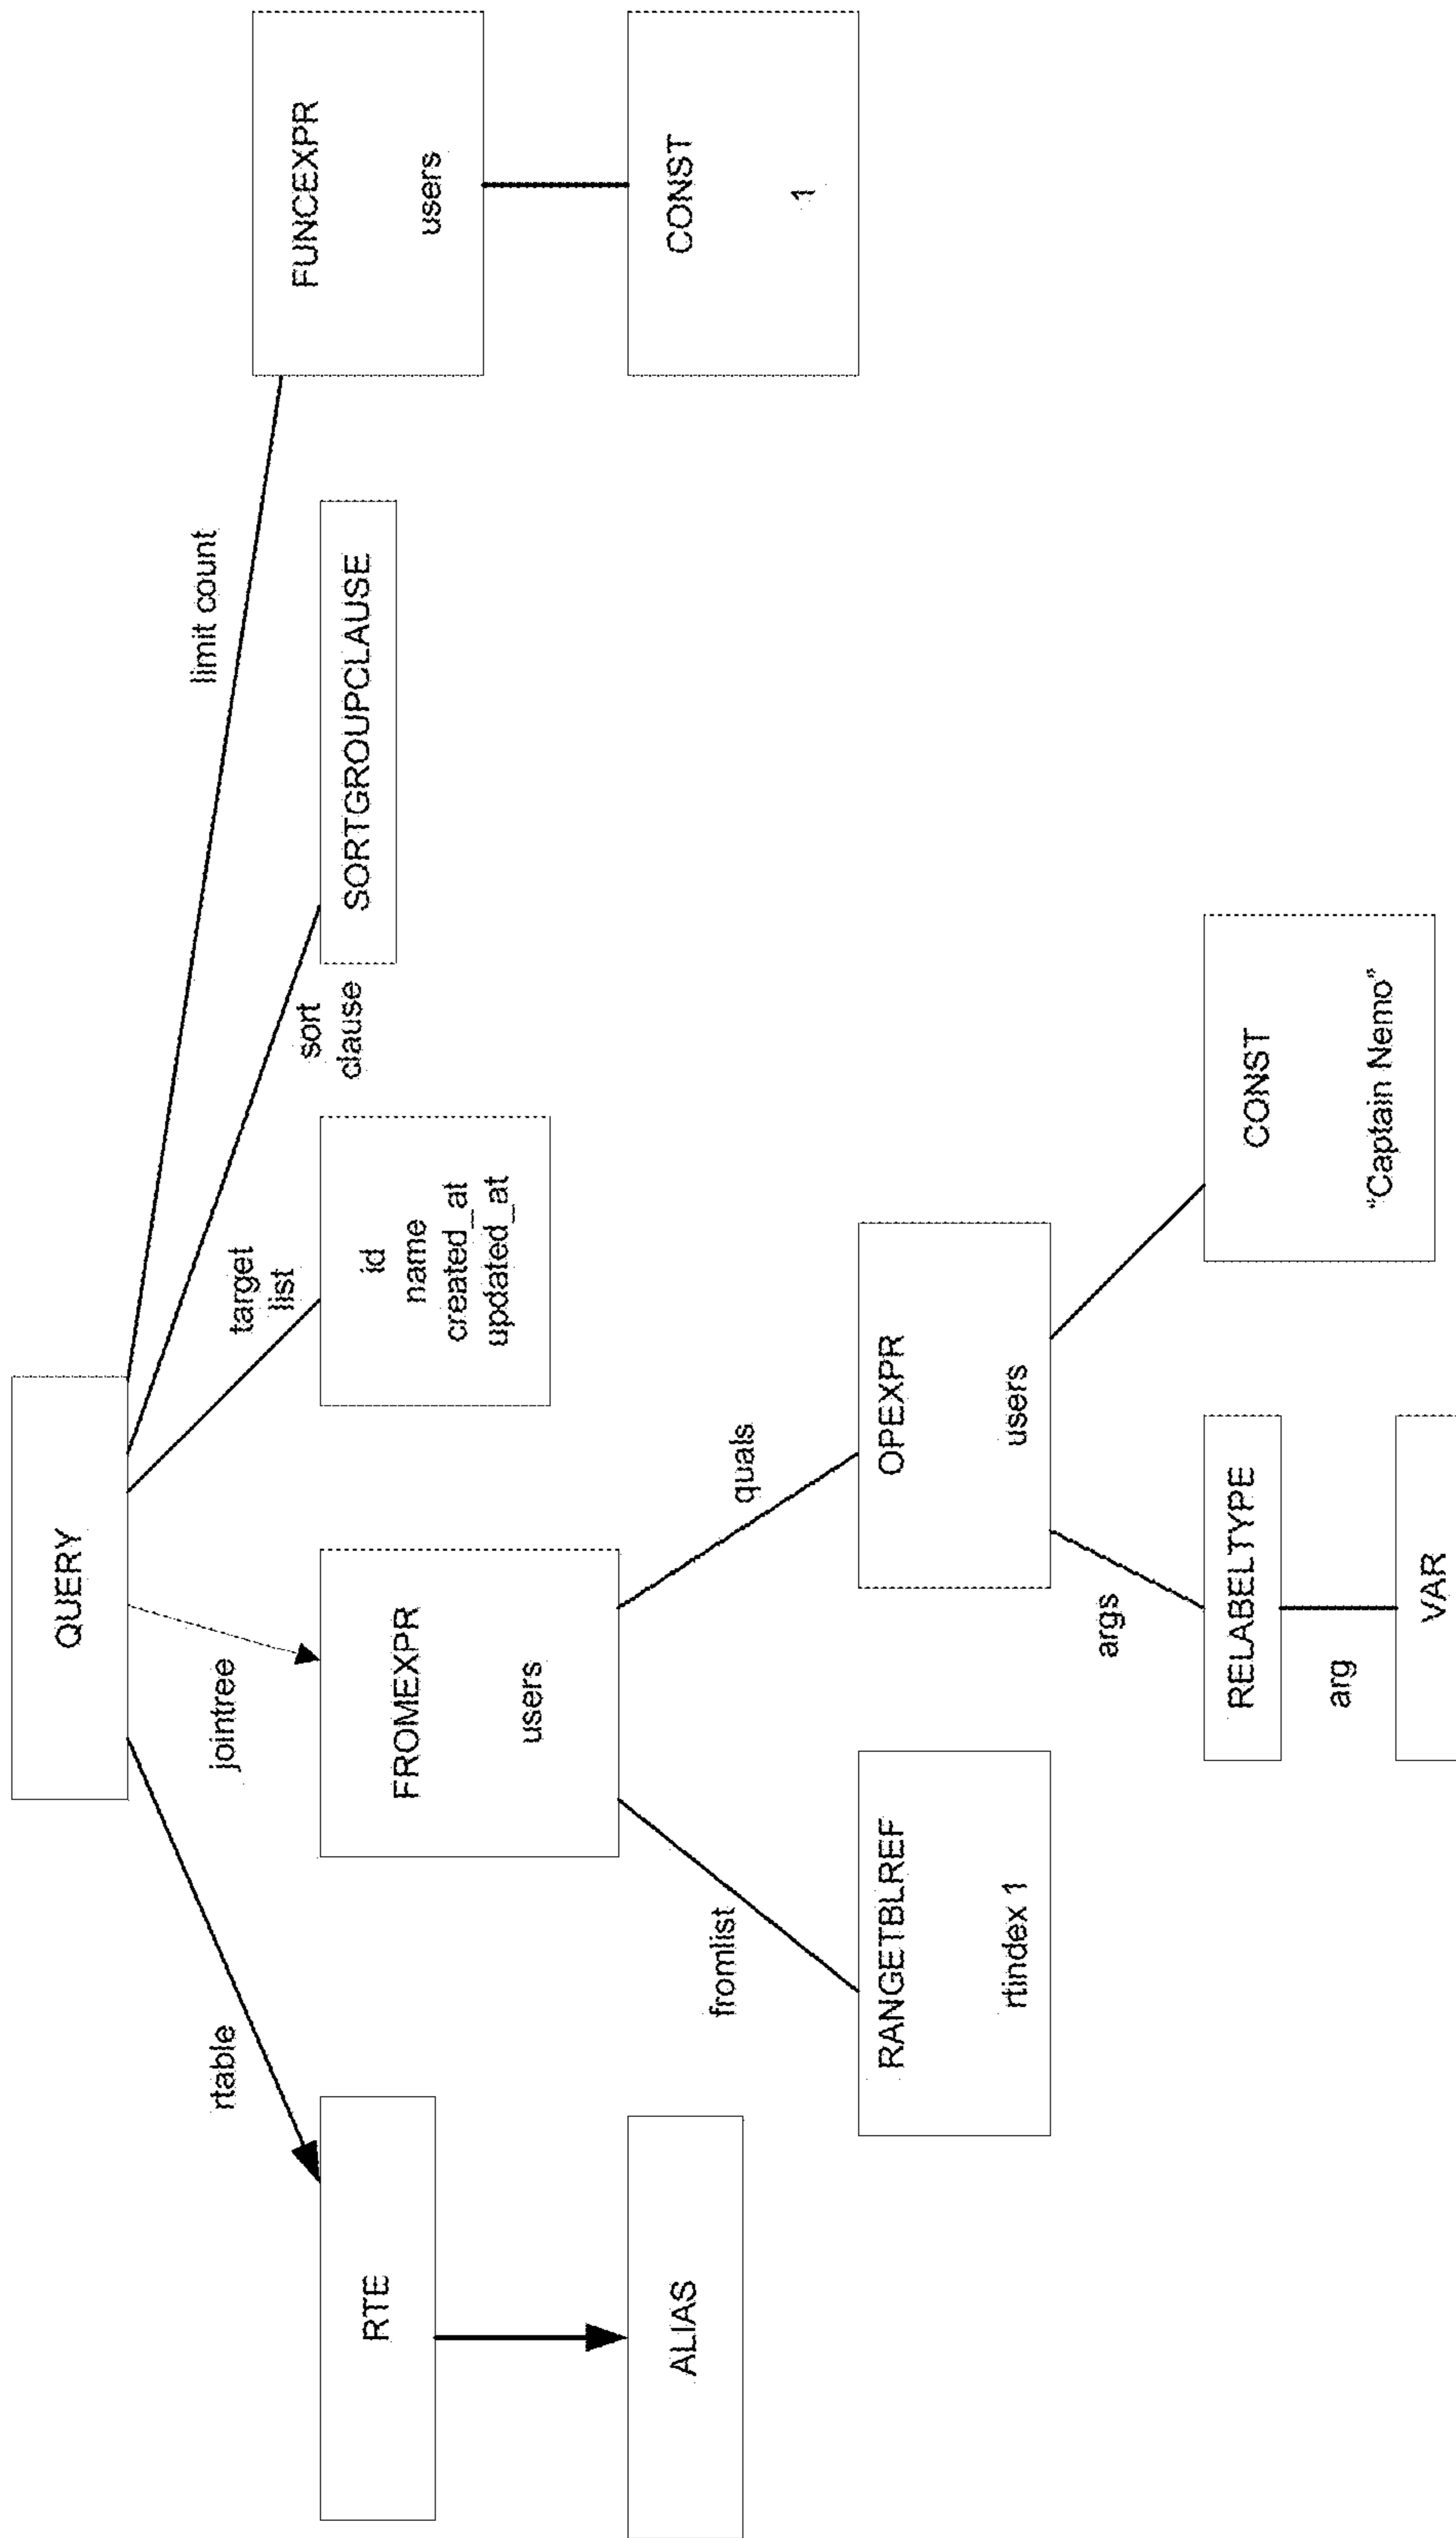 QUERY
rtable
jointree
target
list
sort
clause
limit count
RTE
FROMEXPR
users
id
name
created_at
updated_at
SORTGROUPCLAUSE
FUNCEXPR
users
ALIAS
fromlist
quals
CONST
1
RANGETBLREF
rtindex 1
OPEXPR
users
args
RELABELTYPE
CONST
"Captain Nemo"
arg
VAR